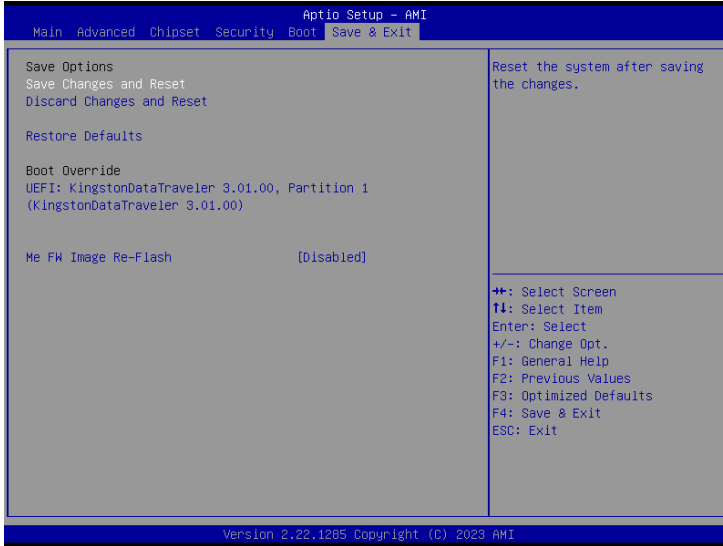 Aptio Setup – AMI
Main Advanced Chipset Security Boot Save & Exit
Save Options
Save Changes and Reset
Discard Changes and Reset
Restore Defaults
Boot Override
UEFI: KingstonDataTraveler 3.01.00, Partition 1
(KingstonDataTraveler 3.01.00)
Me FW Image Re-Flash [Disabled]
Reset the system after saving
the changes.
→←: Select Screen
↑↓: Select Item
Enter: Select
+/-: Change Opt.
F1: General Help
F2: Previous Values
F3: Optimized Defaults
F4: Save & Exit
ESC: Exit
Version 2.22.1285 Copyright (C) 2023 AMI